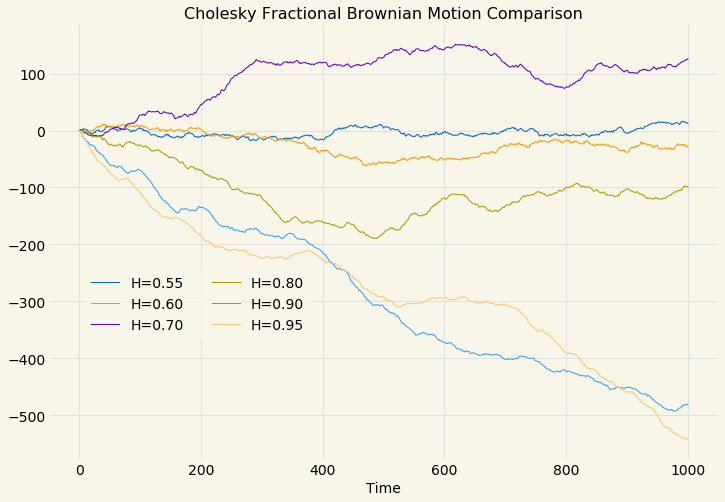 Cholesky Fractional Brownian Motion Comparison
100
0
−100
−200
−300
−400
−500
H=0.55
H=0.60
H=0.70
H=0.80
H=0.90
H=0.95
0 200 400 600 800 1000
Time